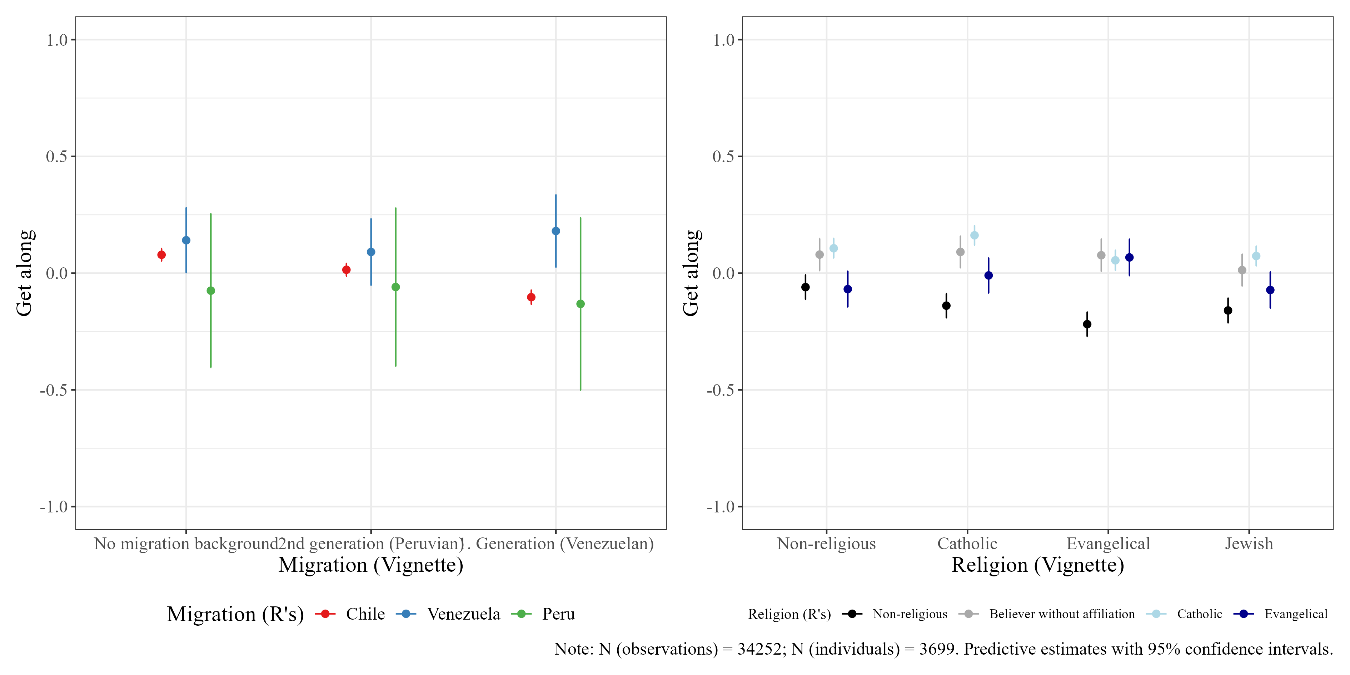 1.0
0.5
0.0
-0.5
-1.0
Get along
No migration background
2nd generation (Peruvian)
. Generation (Venezuelan)
Migration (Vignette)
Migration (R's) Chile Venezuela Peru
1.0
0.5
0.0
-0.5
-1.0
Get along
Non-religious Catholic Evangelical Jewish
Religion (Vignette)
Religion (R's) Non-religious Believer without affiliation Catholic Evangelical
Note: N (observations) = 34252; N (individuals) = 3699. Predictive estimates with 95% confidence intervals.